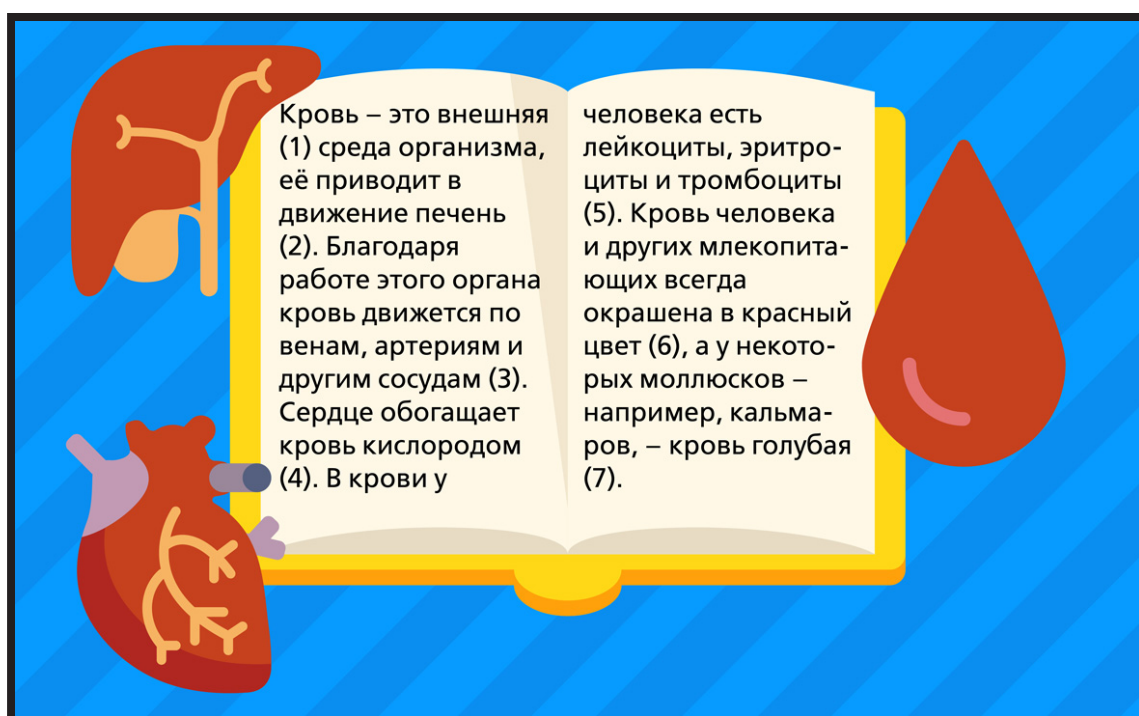 Кровь – это внешняя
(1) среда организма,
её приводит в
движение печень
(2). Благодаря
работе этого органа
кровь движется по
венам, артериям и
другим сосудам (3).
Сердце обогащает
кровь кислородом
(4). В крови у
человека есть
лейкоциты, эритро-
циты и тромбоциты
(5). Кровь человека
и других млекопита-
ющих всегда
окрашена в красный
цвет (6), а у некото-
рых моллюсков –
например, кальма-
ров, – кровь голубая
(7).